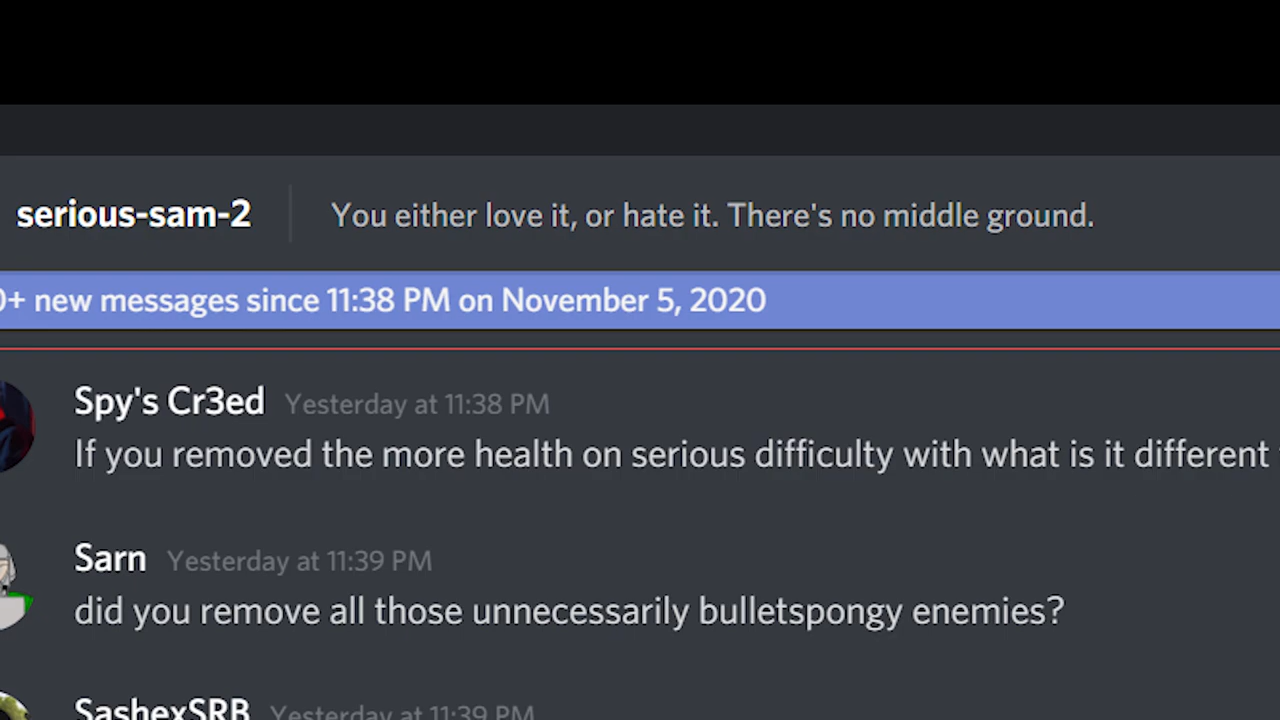 serious-sam-2 You either love it, or hate it. There's no middle ground.
0+ new messages since 11:38 PM on November 5, 2020
Spy's Cr3ed Yesterday at 11:38 PM
If you removed the more health on serious difficulty with what is it different
Sarn Yesterday at 11:39 PM
did you remove all those unnecessarily bulletspongy enemies?
SashexSRB Yesterday at 11:39 PM